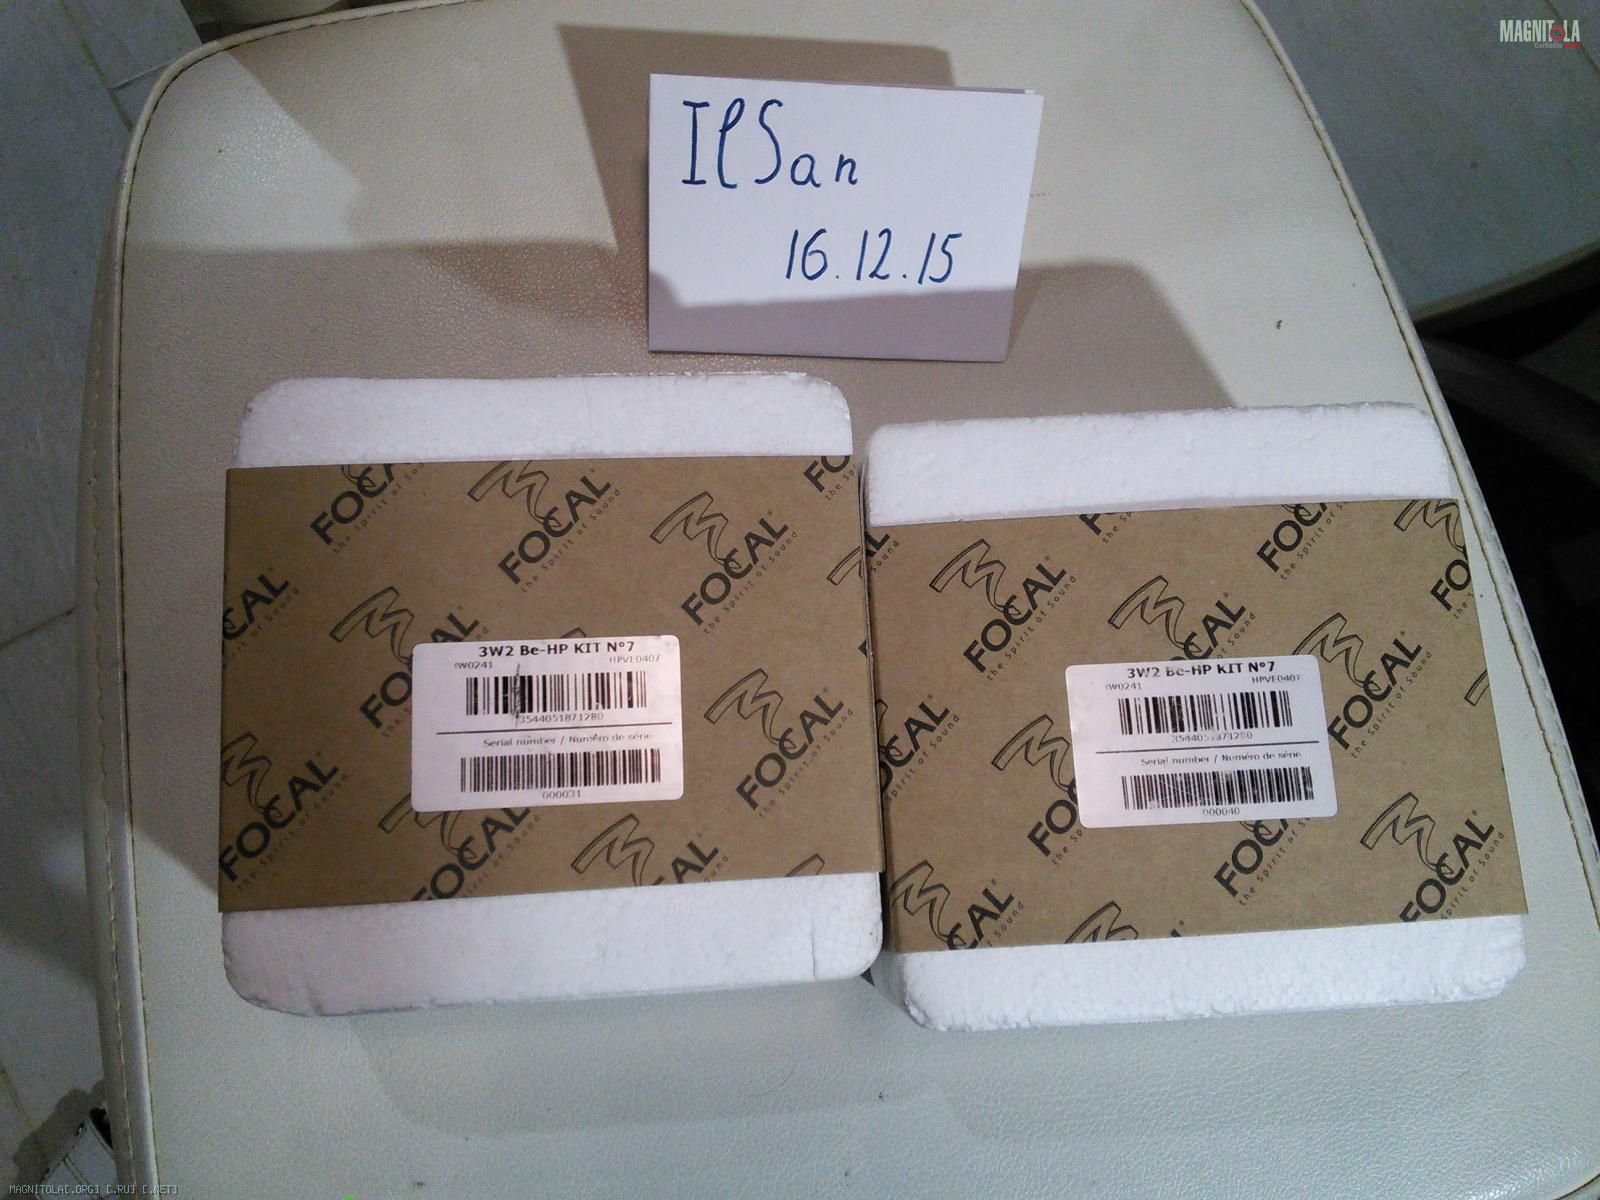 MAGNITOLA
IlSan
16.12.15
FOCAL
the Spirit of Sound
3W2 Be-HP KIT N°7
HPVE0407
3544051871280
Serial number / Numéro de série
000031
3W2 Be-HP KIT N°7
HPVE0407
3544051871280
Serial number / Numéro de série
000040
MAGNITOLA[.ORG] [.RU] [.NET]